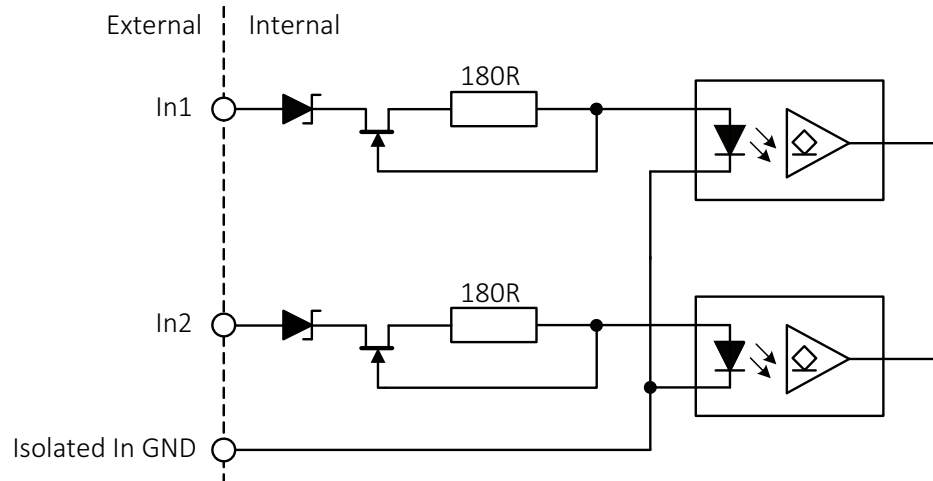 External
Internal
180R
In1
180R
In2
Isolated In GND